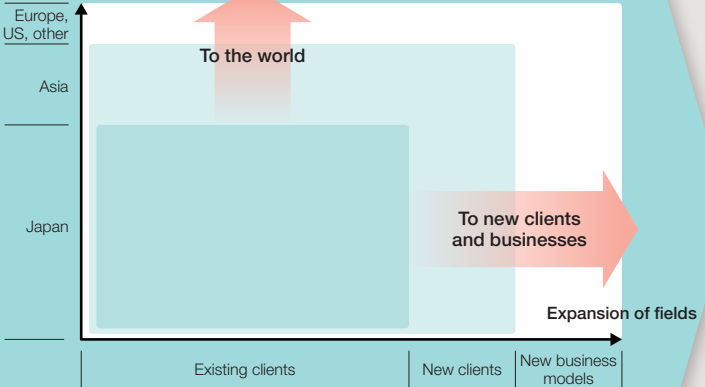 Europe,
US, other
To the world
Asia
Japan
To new clients
and businesses
Expansion of fields
Existing clients
New clients
New business
models